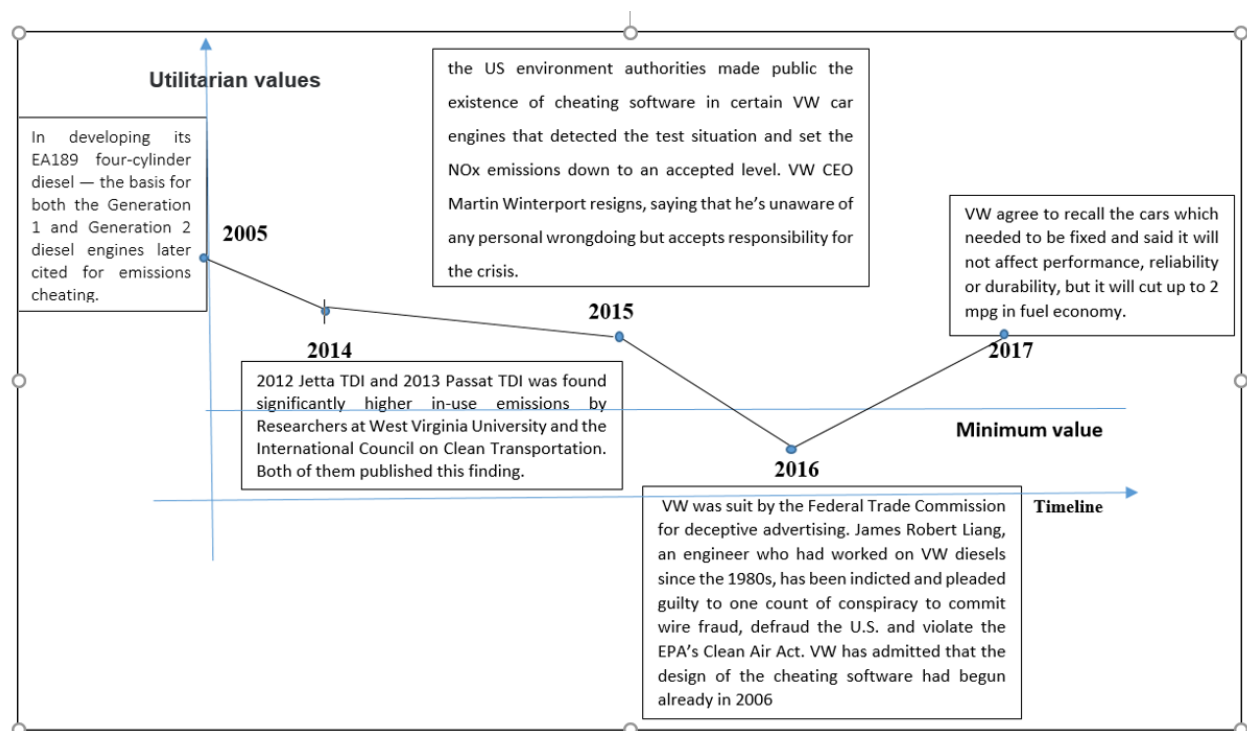 Utilitarian values
In developing its
EA189 four-cylinder
diesel — the basis for
both the Generation
1 and Generation 2
diesel engines later
cited for emissions
cheating.
2005
the US environment authorities made public the
existence of cheating software in certain VW car
engines that detected the test situation and set the
NOx emissions down to an accepted level. VW CEO
Martin Winterport resigns, saying that he's unaware of
any personal wrongdoing but accepts responsibility for
the crisis.
2014
2012 Jetta TDI and 2013 Passat TDI was found
significantly higher in-use emissions by
Researchers at West Virginia University and the
International Council on Clean Transportation.
Both of them published this finding.
2015
VW agree to recall the cars which
needed to be fixed and said it will
not affect performance, reliability
or durability, but it will cut up to 2
mpg in fuel economy.
2017
Minimum value
2016
VW was suit by the Federal Trade Commission
for deceptive advertising. James Robert Liang,
an engineer who had worked on VW diesels
since the 1980s, has been indicted and pleaded
guilty to one count of conspiracy to commit
wire fraud, defraud the U.S. and violate the
EPA's Clean Air Act. VW has admitted that the
design of the cheating software had begun
already in 2006
Timeline